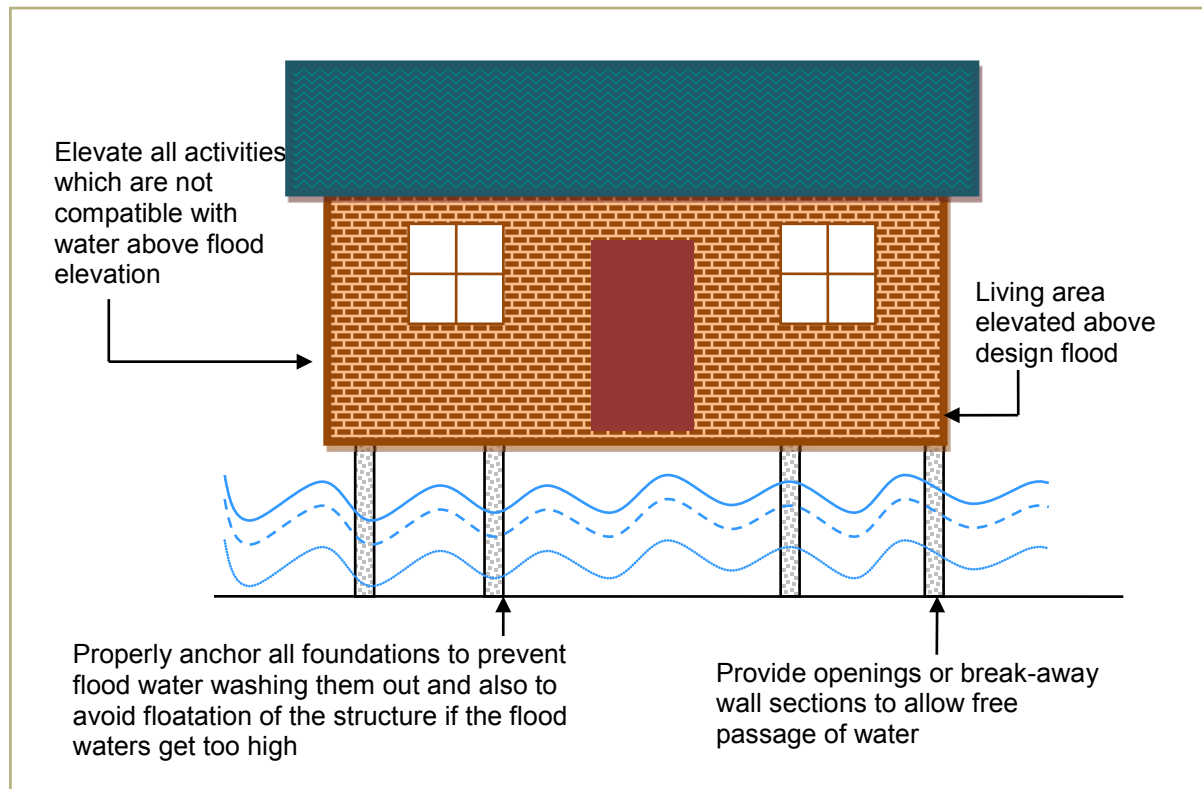 Elevate all activities
which are not
compatible with
water above flood
elevation
Living area
elevated above
design flood
Properly anchor all foundations to prevent
flood water washing them out and also to
avoid floatation of the structure if the flood
waters get too high
Provide openings or break-away
wall sections to allow free
passage of water